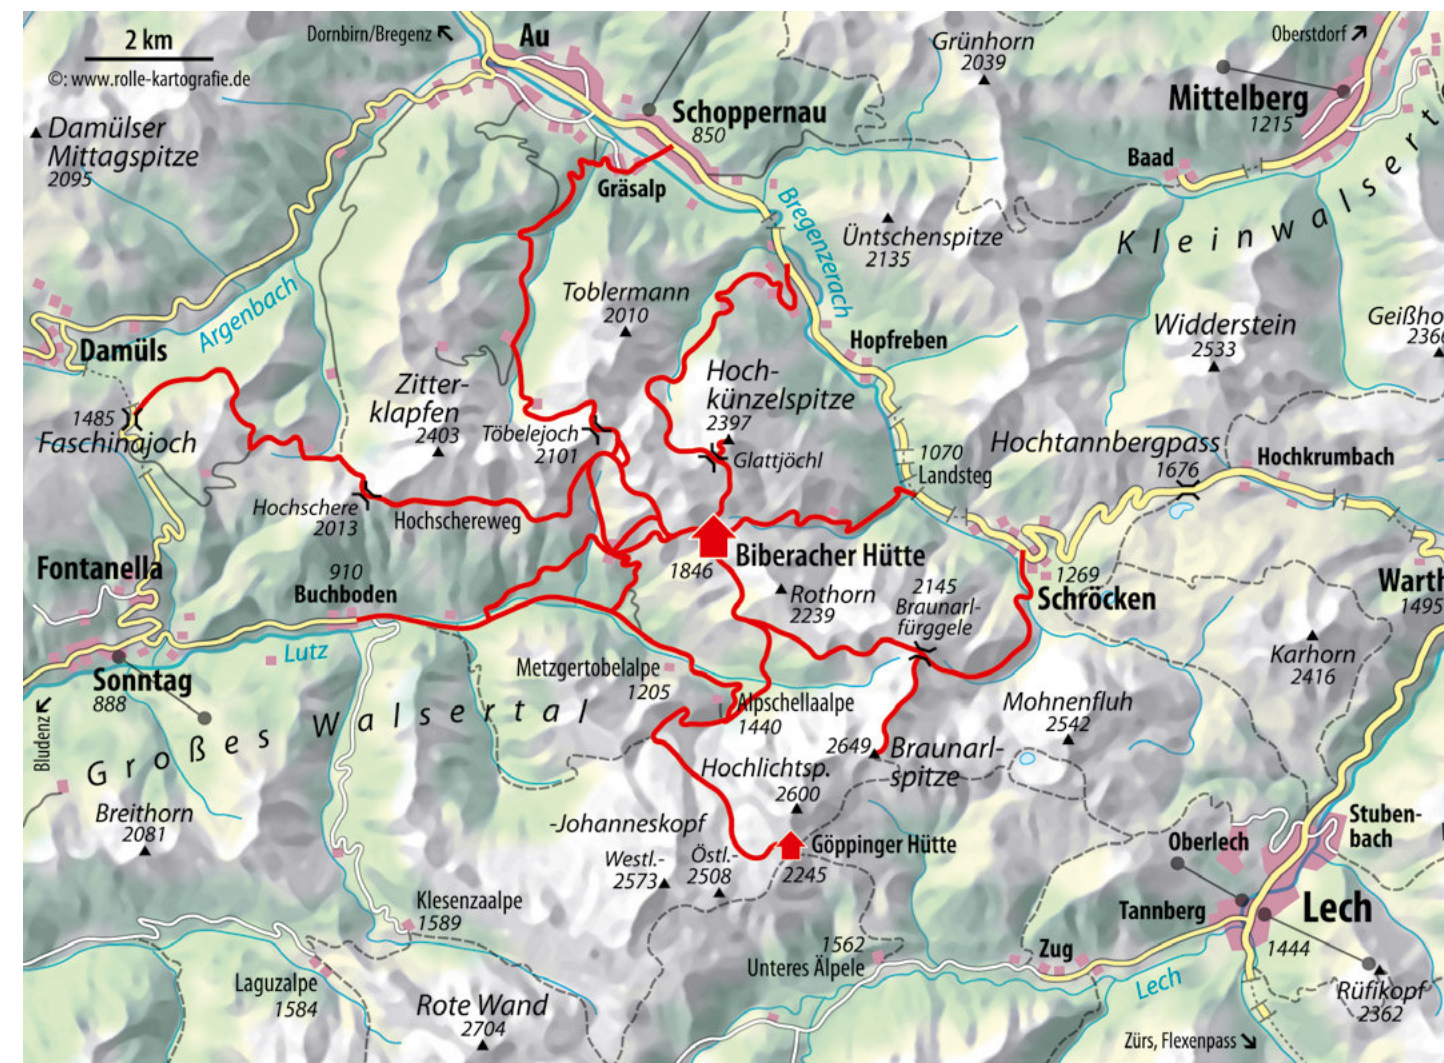 2 km
©: www.rolle-kartografie.de
Dornbirn/Bregenz
Au
Schoppernau
850
Grünhorn
2039
Oberstdorf
Mittelberg
1215
Damülser
Mittagspitze
2095
Baad
Gräsalp
Bregenzerach
Üntschenspitze
2135
Kleinwalsert
Argenbach
Toblermann
2010
Hopfreben
Widderstein
2533
Geißho
2366
Damüls
Zitter-
klapfen
2403
Hoch-
künzelspitze
2397
1485
Faschinajoch
Töbelejoch
2101
Glattjöchl
1070
Landsteg
Hochtannbergpass
1676
Hochkrumbach
Hochschere
2013
Hochschereweg
Biberacher Hütte
1846
Fontanella
910
Buchboden
Rothorn
2239
2145
Braunarl-
fürggele
1269
Schröcken
Warth
1495
Lutz
Metzgertobelalpe
1205
Karhorn
2416
Sonntag
888
Bludenz
Großes Walsertal
Alpschellaalpe
1440
Mohnenfluh
2542
2649
Braunarl-
spitze
Hochlichtsp.
2600
Breithorn
2081
-Johanneskopf
Westl.-
2573
Östl.-
2508
Göppinger Hütte
2245
Stuben-
bach
Oberlech
Klesenzaalpe
1589
Tannberg
Lech
1444
1562
Unteres Älpele
Zug
Laguzalpe
1584
Rote Wand
2704
Lech
Rüfikopf
2362
Zürs, Flexenpass